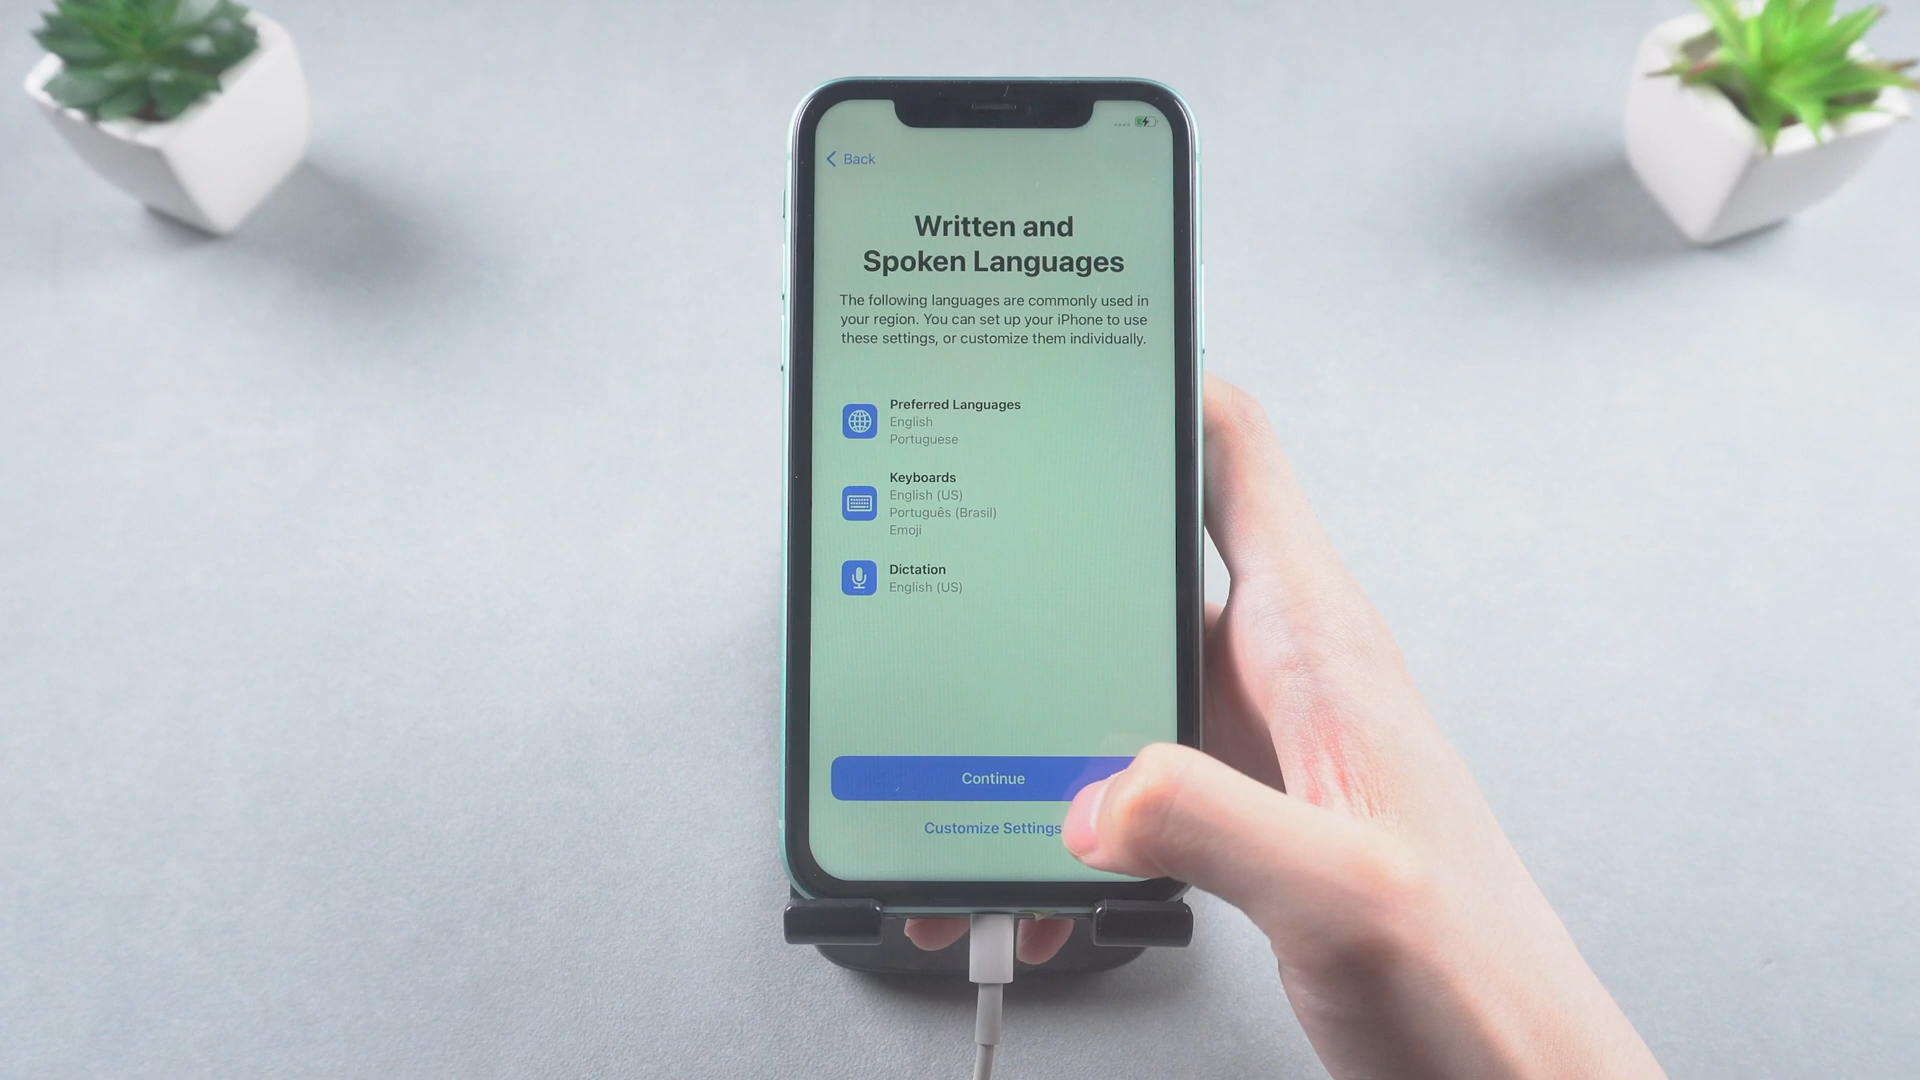 Back
Written and
Spoken Languages
The following languages are commonly used in
your region. You can set up your iPhone to use
these settings, or customize them individually.
Preferred Languages
English
Portuguese
Keyboards
English (US)
Português (Brasil)
Emoji
Dictation
English (US)
Continue
Customize Settings